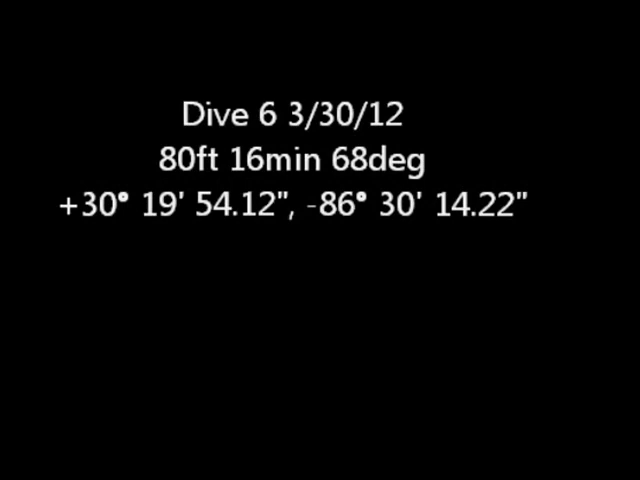 Dive 6 3/30/12
80ft 16min 68deg
+30° 19' 54.12", -86° 30' 14.22"